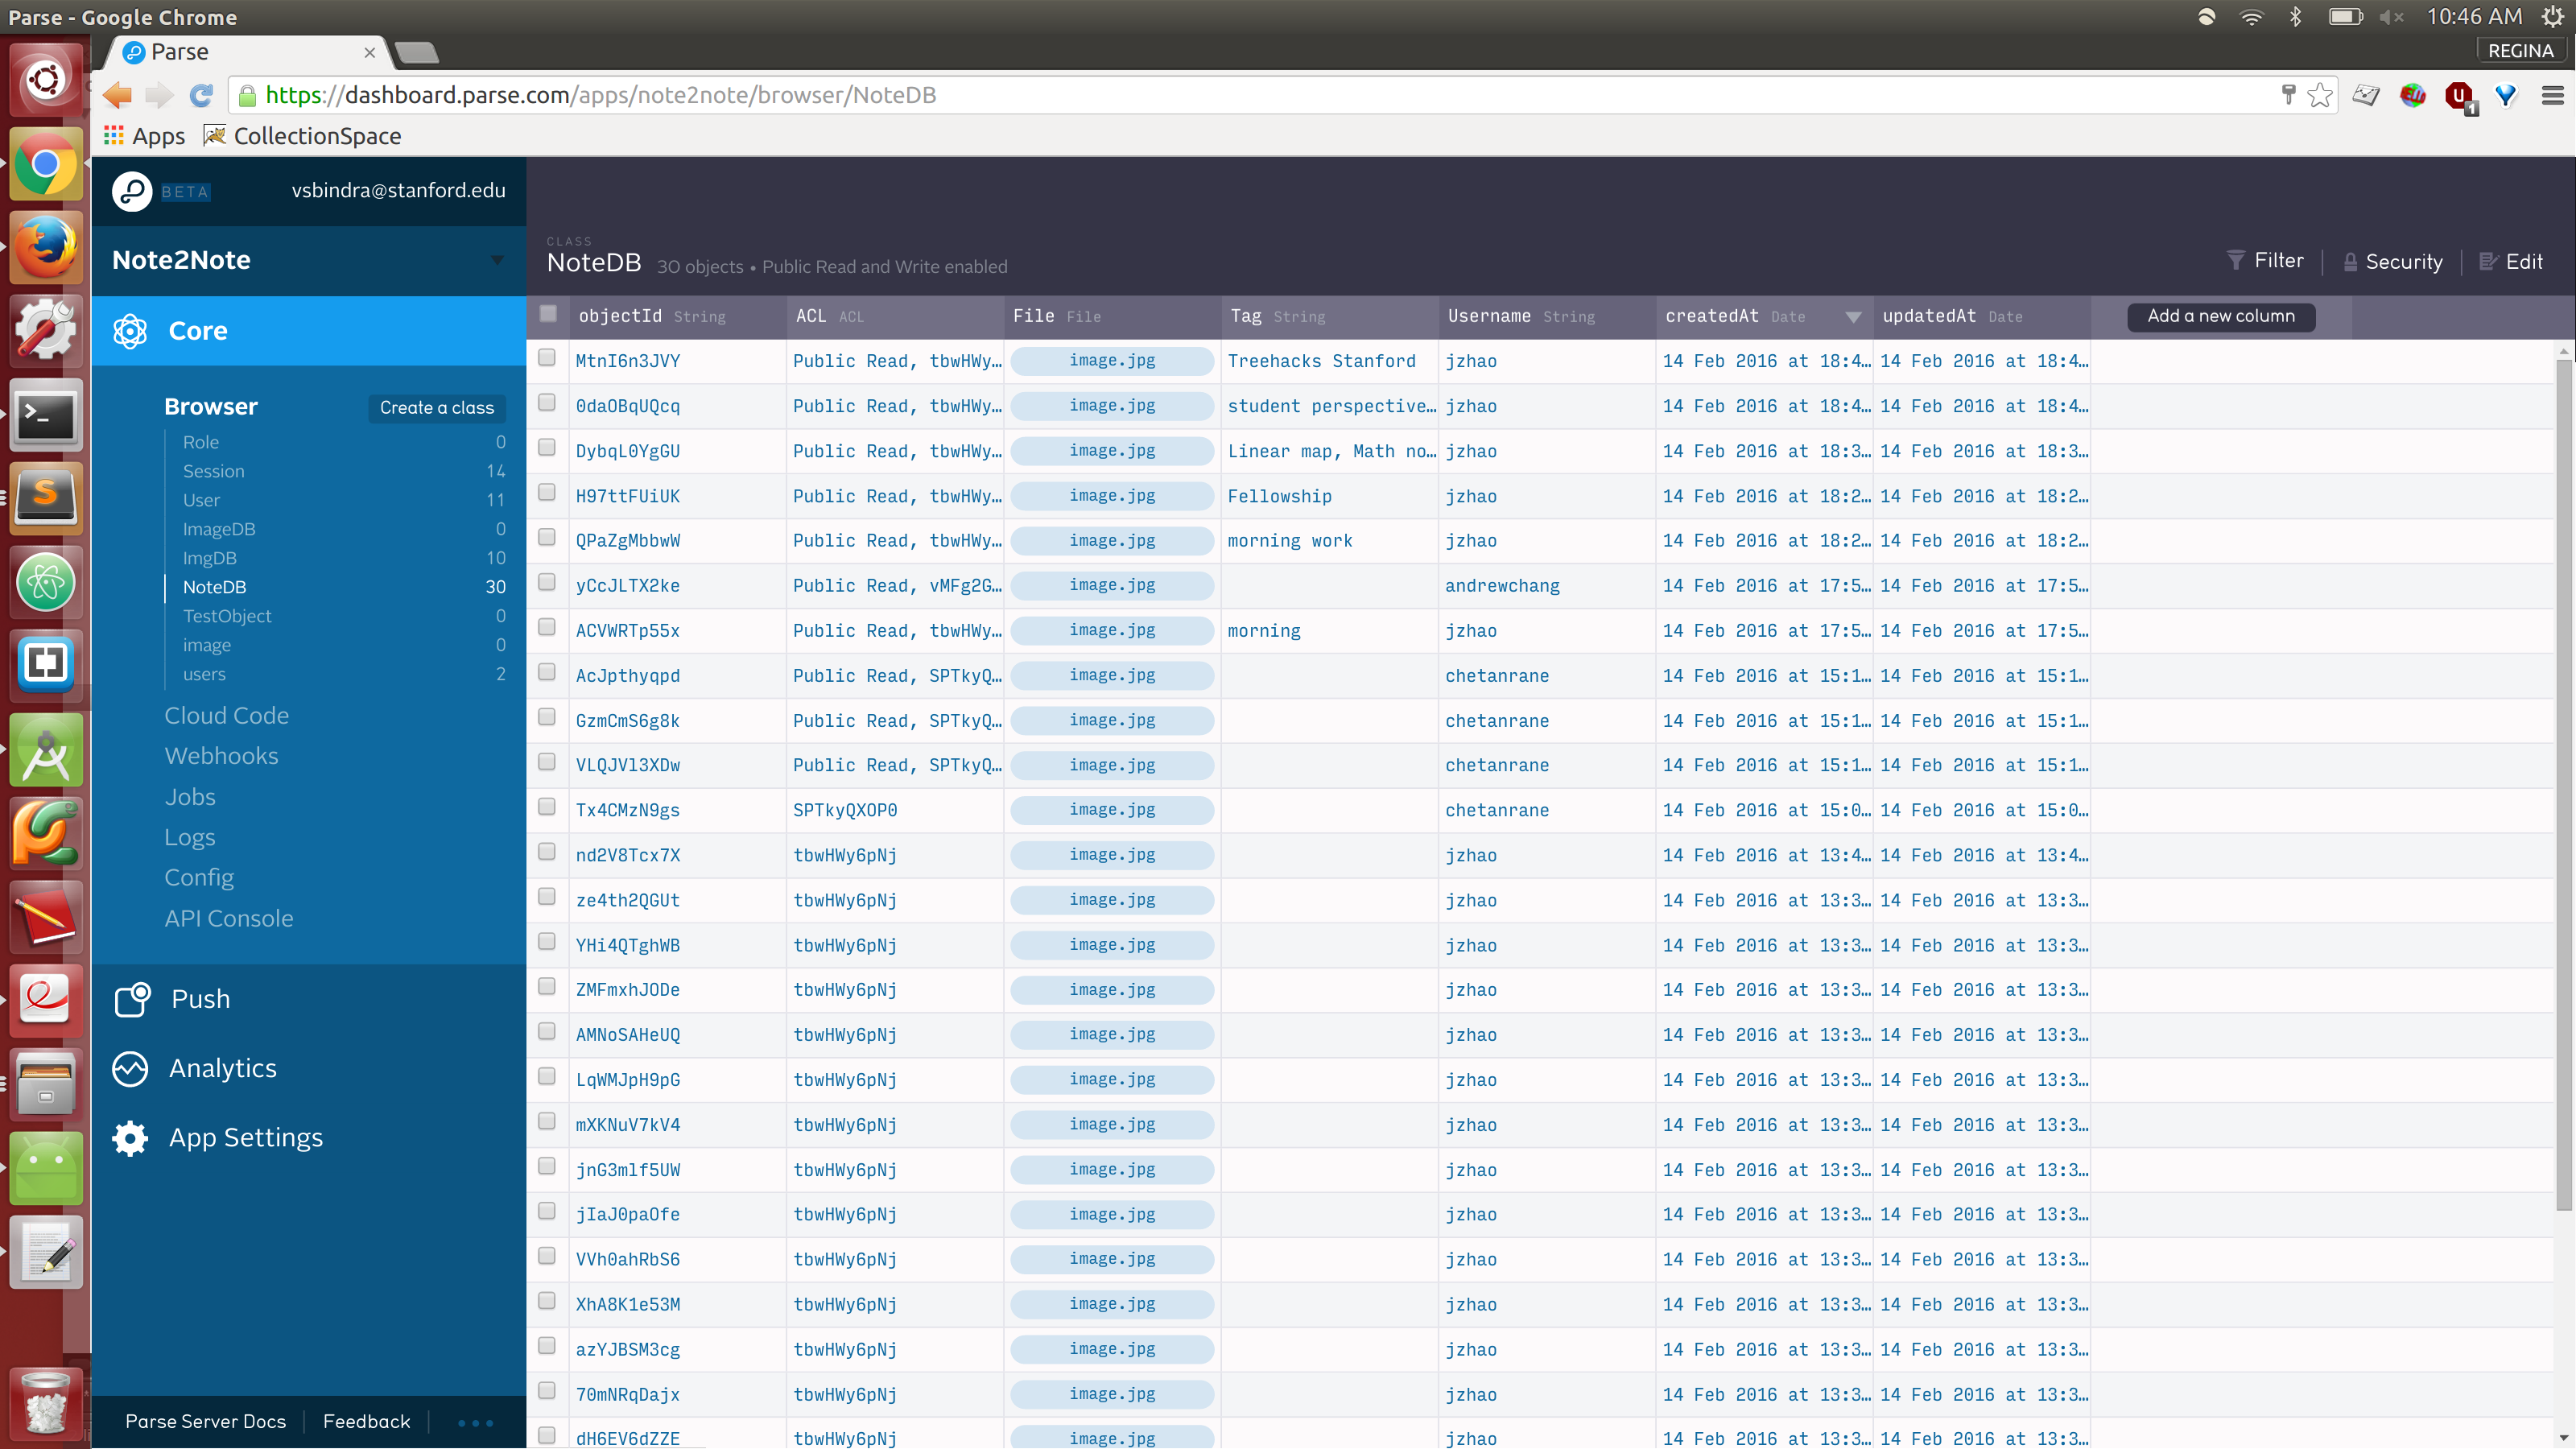 Parse - Google Chrome
10:46 AM
Parse
REGINA
https://dashboard.parse.com/apps/note2note/browser/NoteDB
Apps CollectionSpace
BETA vsbindra@stanford.edu
Note2Note
Core
Browser Create a class
Role 0
Session 14
User 11
ImageDB 0
ImgDB 10
NoteDB 30
TestObject 0
image 0
users 2
Cloud Code
Webhooks
Jobs
Logs
Config
API Console
Push
Analytics
App Settings
Parse Server Docs Feedback
CLASS
NoteDB 30 objects • Public Read and Write enabled
Filter Security Edit
objectId String ACL ACL File File Tag String Username String createdAt Date updatedAt Date Add a new column
MtnI6n3JVY Public Read, tbwHWy… image.jpg Treehacks Stanford jzhao 14 Feb 2016 at 18:4… 14 Feb 2016 at 18:4…
0daOBqUQcq Public Read, tbwHWy… image.jpg student perspective… jzhao 14 Feb 2016 at 18:4… 14 Feb 2016 at 18:4…
DybqL0YgGU Public Read, tbwHWy… image.jpg Linear map, Math no… jzhao 14 Feb 2016 at 18:3… 14 Feb 2016 at 18:3…
H97ttFUiUK Public Read, tbwHWy… image.jpg Fellowship jzhao 14 Feb 2016 at 18:2… 14 Feb 2016 at 18:2…
QPaZgMbbwW Public Read, tbwHWy… image.jpg morning work jzhao 14 Feb 2016 at 18:2… 14 Feb 2016 at 18:2…
yCcJLTX2ke Public Read, vMFg2G… image.jpg andrewchang 14 Feb 2016 at 17:5… 14 Feb 2016 at 17:5…
ACVWRTp55x Public Read, tbwHWy… image.jpg morning jzhao 14 Feb 2016 at 17:5… 14 Feb 2016 at 17:5…
AcJpthyqpd Public Read, SPTkyQ… image.jpg chetanrane 14 Feb 2016 at 15:1… 14 Feb 2016 at 15:1…
GzmCmS6g8k Public Read, SPTkyQ… image.jpg chetanrane 14 Feb 2016 at 15:1… 14 Feb 2016 at 15:1…
VLQJVl3XDw Public Read, SPTkyQ… image.jpg chetanrane 14 Feb 2016 at 15:1… 14 Feb 2016 at 15:1…
Tx4CMzN9gs SPTkyQXOP0 image.jpg chetanrane 14 Feb 2016 at 15:0… 14 Feb 2016 at 15:0…
nd2V8Tcx7X tbwHWy6pNj image.jpg jzhao 14 Feb 2016 at 13:4… 14 Feb 2016 at 13:4…
ze4th2QGUt tbwHWy6pNj image.jpg jzhao 14 Feb 2016 at 13:3… 14 Feb 2016 at 13:3…
YHi4QTghWB tbwHWy6pNj image.jpg jzhao 14 Feb 2016 at 13:3… 14 Feb 2016 at 13:3…
ZMFmxhJODe tbwHWy6pNj image.jpg jzhao 14 Feb 2016 at 13:3… 14 Feb 2016 at 13:3…
AMNoSAHeUQ tbwHWy6pNj image.jpg jzhao 14 Feb 2016 at 13:3… 14 Feb 2016 at 13:3…
LqWMJpH9pG tbwHWy6pNj image.jpg jzhao 14 Feb 2016 at 13:3… 14 Feb 2016 at 13:3…
mXKNuV7kV4 tbwHWy6pNj image.jpg jzhao 14 Feb 2016 at 13:3… 14 Feb 2016 at 13:3…
jnG3mlf5UW tbwHWy6pNj image.jpg jzhao 14 Feb 2016 at 13:3… 14 Feb 2016 at 13:3…
jIaJ0paOfe tbwHWy6pNj image.jpg jzhao 14 Feb 2016 at 13:3… 14 Feb 2016 at 13:3…
VVh0ahRbS6 tbwHWy6pNj image.jpg jzhao 14 Feb 2016 at 13:3… 14 Feb 2016 at 13:3…
XhA8K1e53M tbwHWy6pNj image.jpg jzhao 14 Feb 2016 at 13:3… 14 Feb 2016 at 13:3…
azYJBSM3cg tbwHWy6pNj image.jpg jzhao 14 Feb 2016 at 13:3… 14 Feb 2016 at 13:3…
70mNRqDajx tbwHWy6pNj image.jpg jzhao 14 Feb 2016 at 13:3… 14 Feb 2016 at 13:3…
dH6EV6dZZE tbwHWy6pNj image.jpg jzhao 14 Feb 2016 at 13:3… 14 Feb 2016 at 13:3…